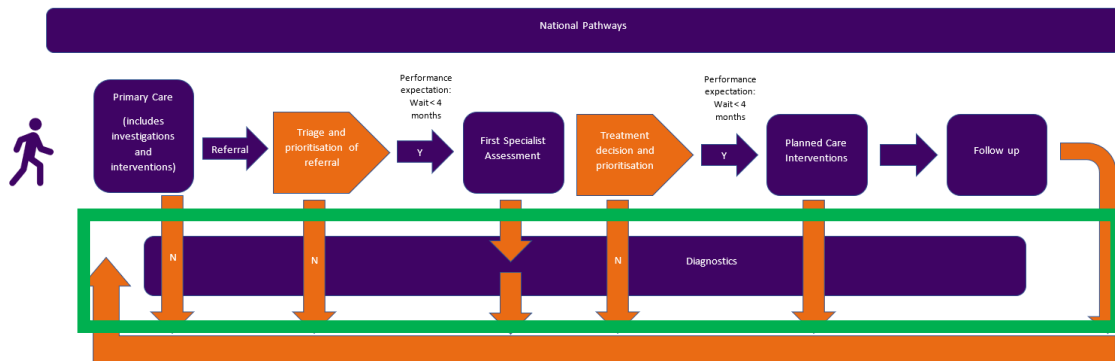 National Pathways
Performance
expectation:
Wait < 4
months
Performance
expectation:
Wait < 4
months
Primary Care
(includes
investigations
and
interventions)
Referral
Triage and
prioritisation of
referral
Y
First Specialist
Assessment
Treatment
decision and
prioritisation
Y
Planned Care
Interventions
Follow up
N
N
N
Diagnostics